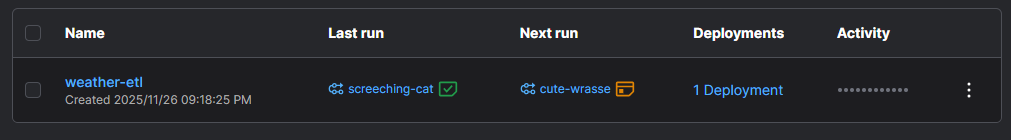 Name Last run Next run Deployments Activity
weather-etl screeching-cat cute-wrasse 1 Deployment
Created 2025/11/26 09:18:25 PM